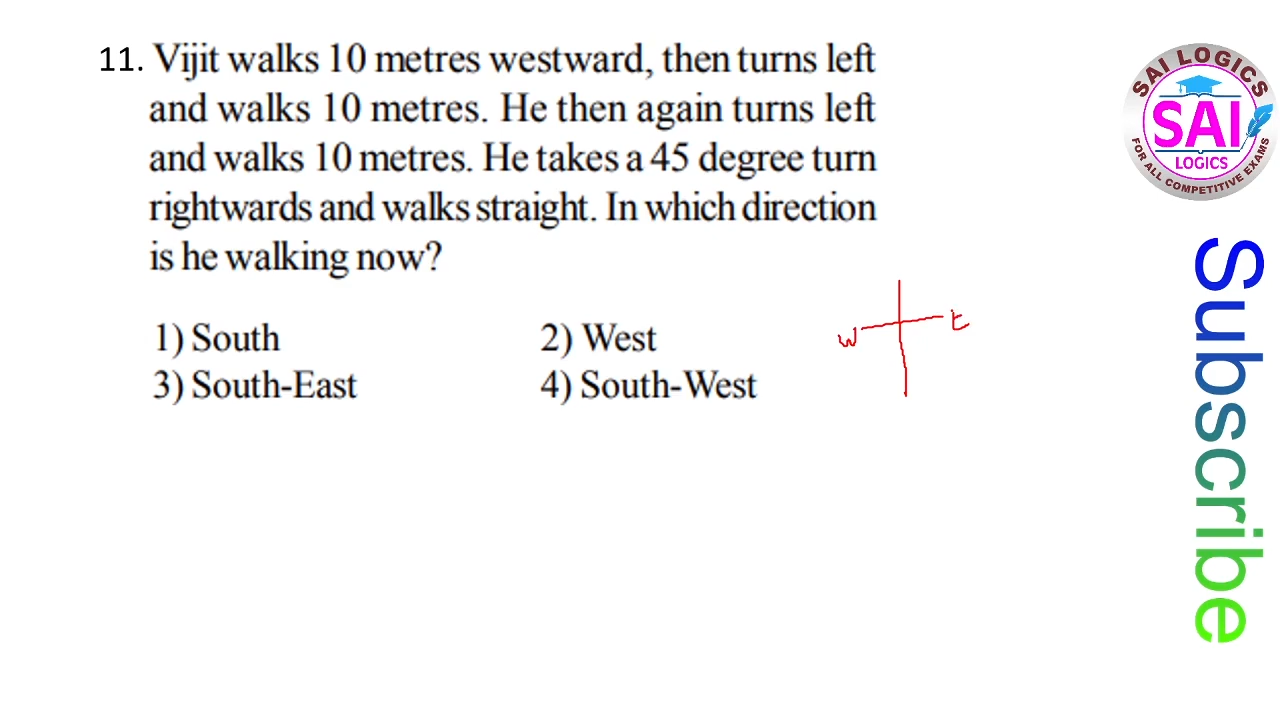 11. Vijit walks 10 metres westward, then turns left
and walks 10 metres. He then again turns left
and walks 10 metres. He takes a 45 degree turn
rightwards and walks straight. In which direction
is he walking now?
1) South 2) West
3) South-East 4) South-West
W E
SAI LOGICS
SAI
LOGICS
FOR ALL COMPETITIVE EXAMS
Subscribe